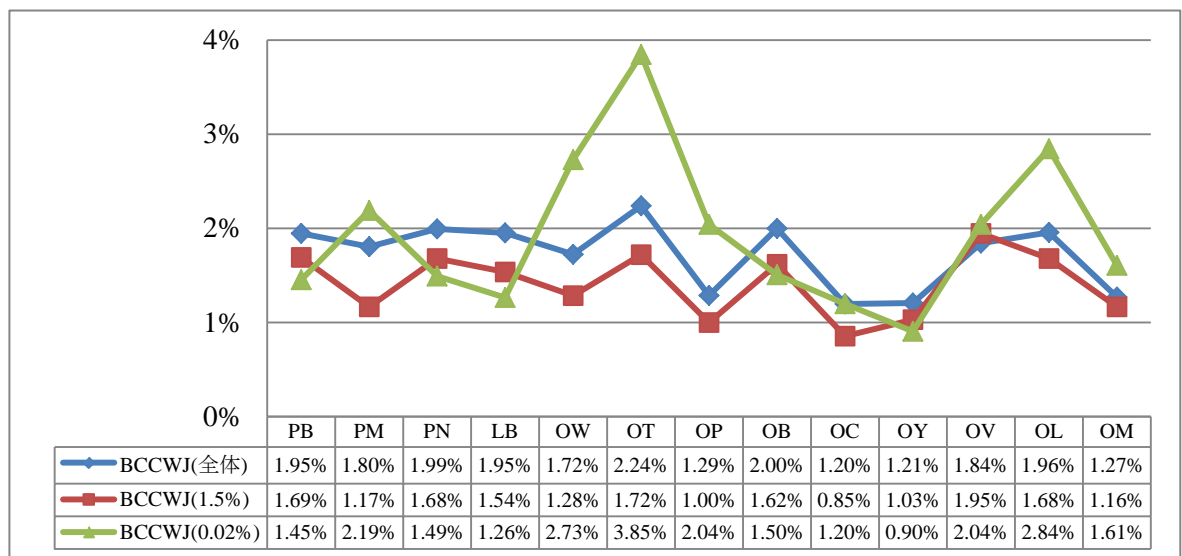 4%
3%
2%
1%
0%
PB PM PN LB OW OT OP OB OC OY OV OL OM
BCCWJ(全体) 1.95% 1.80% 1.99% 1.95% 1.72% 2.24% 1.29% 2.00% 1.20% 1.21% 1.84% 1.96% 1.27%
BCCWJ(1.5%) 1.69% 1.17% 1.68% 1.54% 1.28% 1.72% 1.00% 1.62% 0.85% 1.03% 1.95% 1.68% 1.16%
BCCWJ(0.02%) 1.45% 2.19% 1.49% 1.26% 2.73% 3.85% 2.04% 1.50% 1.20% 0.90% 2.04% 2.84% 1.61%